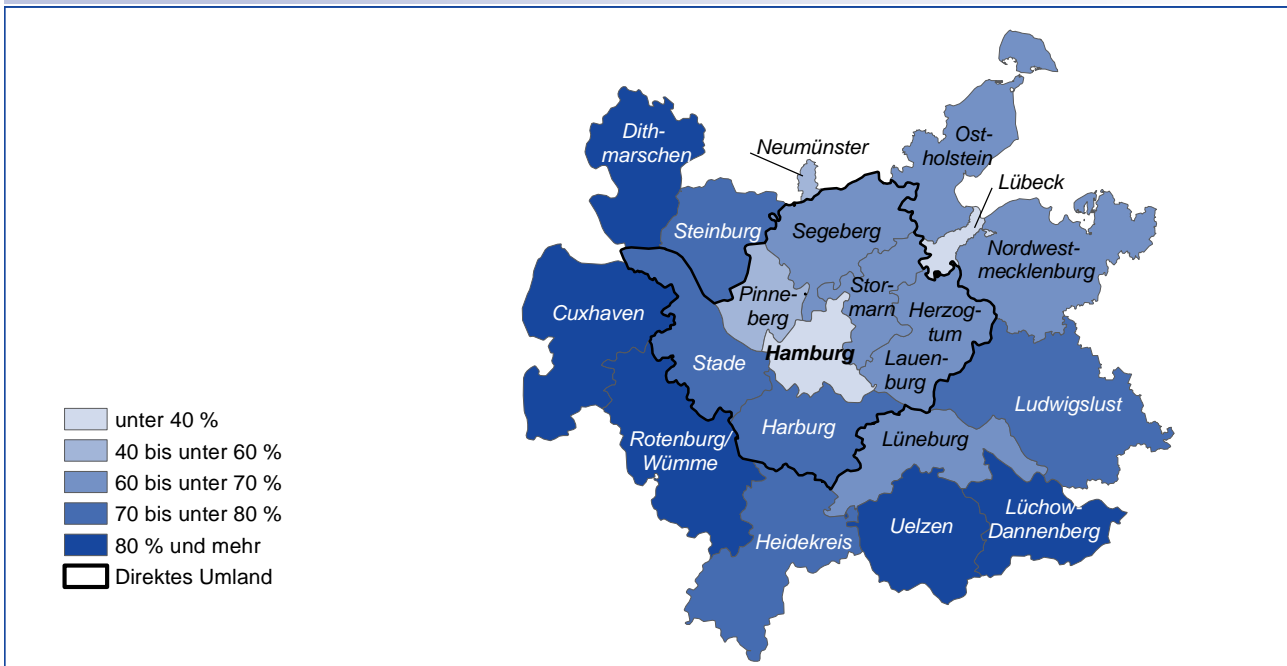 Dith-
marschen
Neumünster
Ost-
holstein
Lübeck
Steinburg
Segeberg
Nordwest-
mecklenburg
Cuxhaven
Pinne-
berg
Stor-
marn
Herzog-
tum
Lauen-
burg
Hamburg
Stade
Ludwigslust
Harburg
Lüneburg
Rotenburg/
Wümme
Uelzen
Lüchow-
Dannenberg
Heidekreis
unter 40 %
40 bis unter 60 %
60 bis unter 70 %
70 bis unter 80 %
80 % und mehr
Direktes Umland